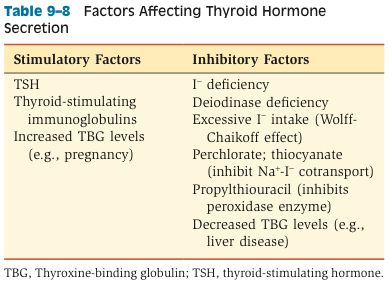 Table 9–8 Factors Affecting Thyroid Hormone
Secretion
Stimulatory Factors
TSH
Thyroid-stimulating
immunoglobulins
Increased TBG levels
(e.g., pregnancy)
Inhibitory Factors
I⁻ deficiency
Deiodinase deficiency
Excessive I⁻ intake (Wolff-
Chaikoff effect)
Perchlorate; thiocyanate
(inhibit Na⁺-I⁻ cotransport)
Propylthiouracil (inhibits
peroxidase enzyme)
Decreased TBG levels (e.g.,
liver disease)
TBG, Thyroxine-binding globulin; TSH, thyroid-stimulating hormone.